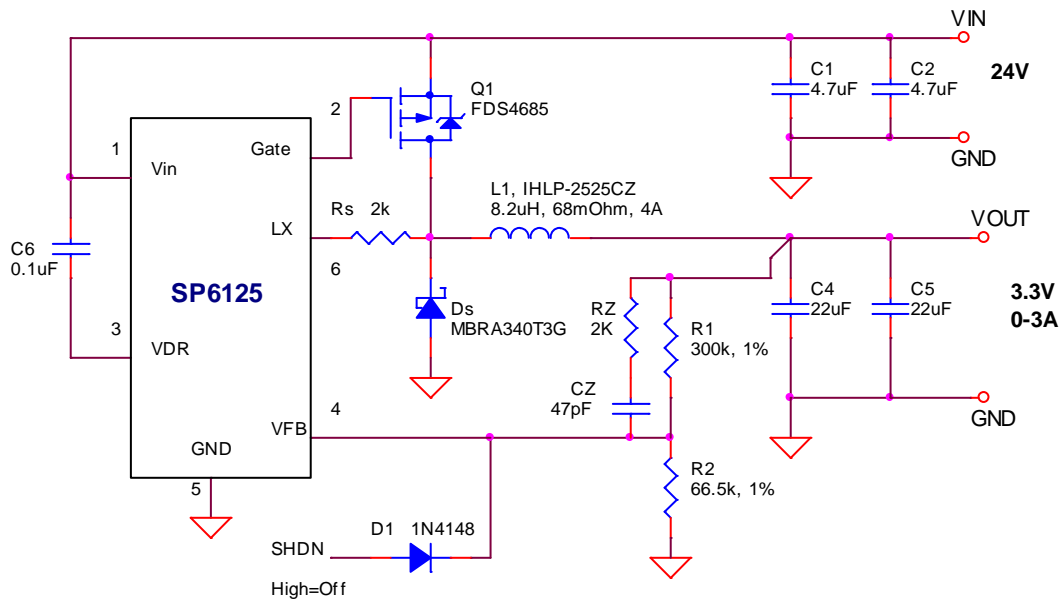 VIN
24V
C1
4.7uF
C2
4.7uF
GND
Q1
FDS4685
2
1
Vin
Gate
L1, IHLP-2525CZ
8.2uH, 68mOhm, 4A
Rs 2k
LX
6
VOUT
C6
0.1uF
SP6125
3.3V
0-3A
Ds
MBRA340T3G
RZ
2K
R1
300k, 1%
C4
22uF
C5
22uF
3
VDR
CZ
47pF
4
VFB
GND
GND
5
R2
66.5k, 1%
D1 1N4148
SHDN
High=Off